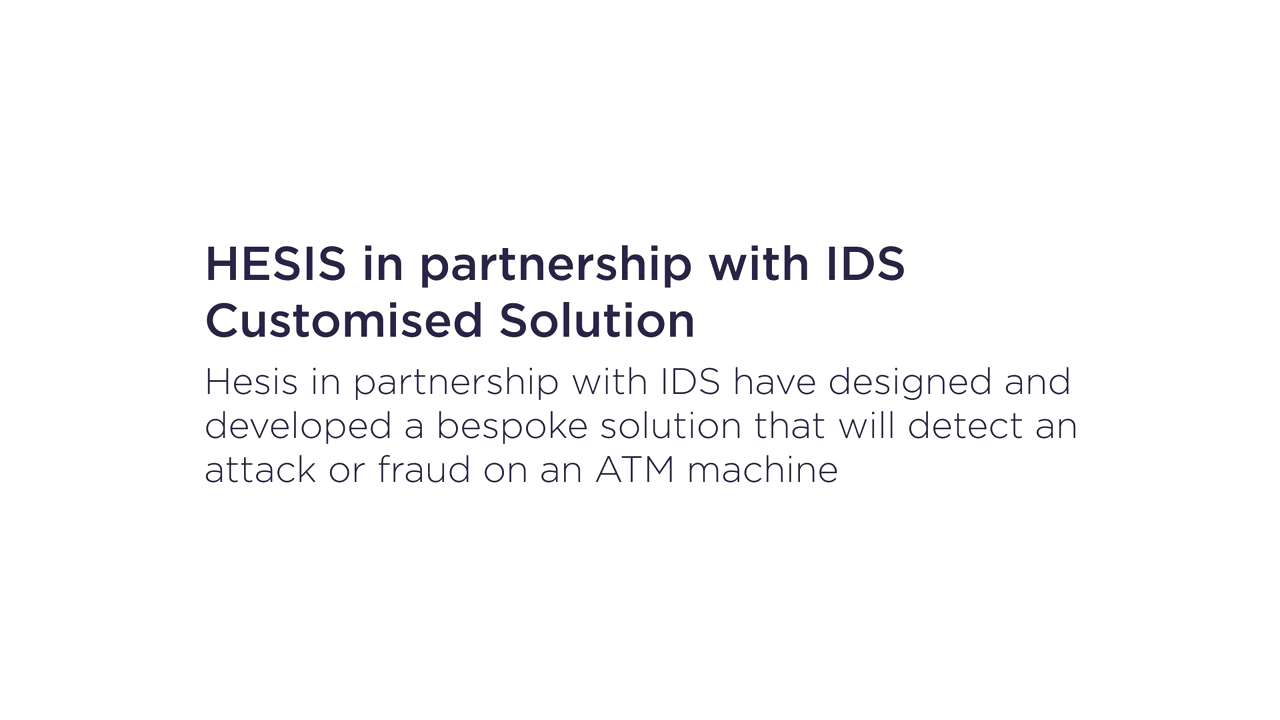 HESIS in partnership with IDS
Customised Solution
Hesis in partnership with IDS have designed and
developed a bespoke solution that will detect an
attack or fraud on an ATM machine